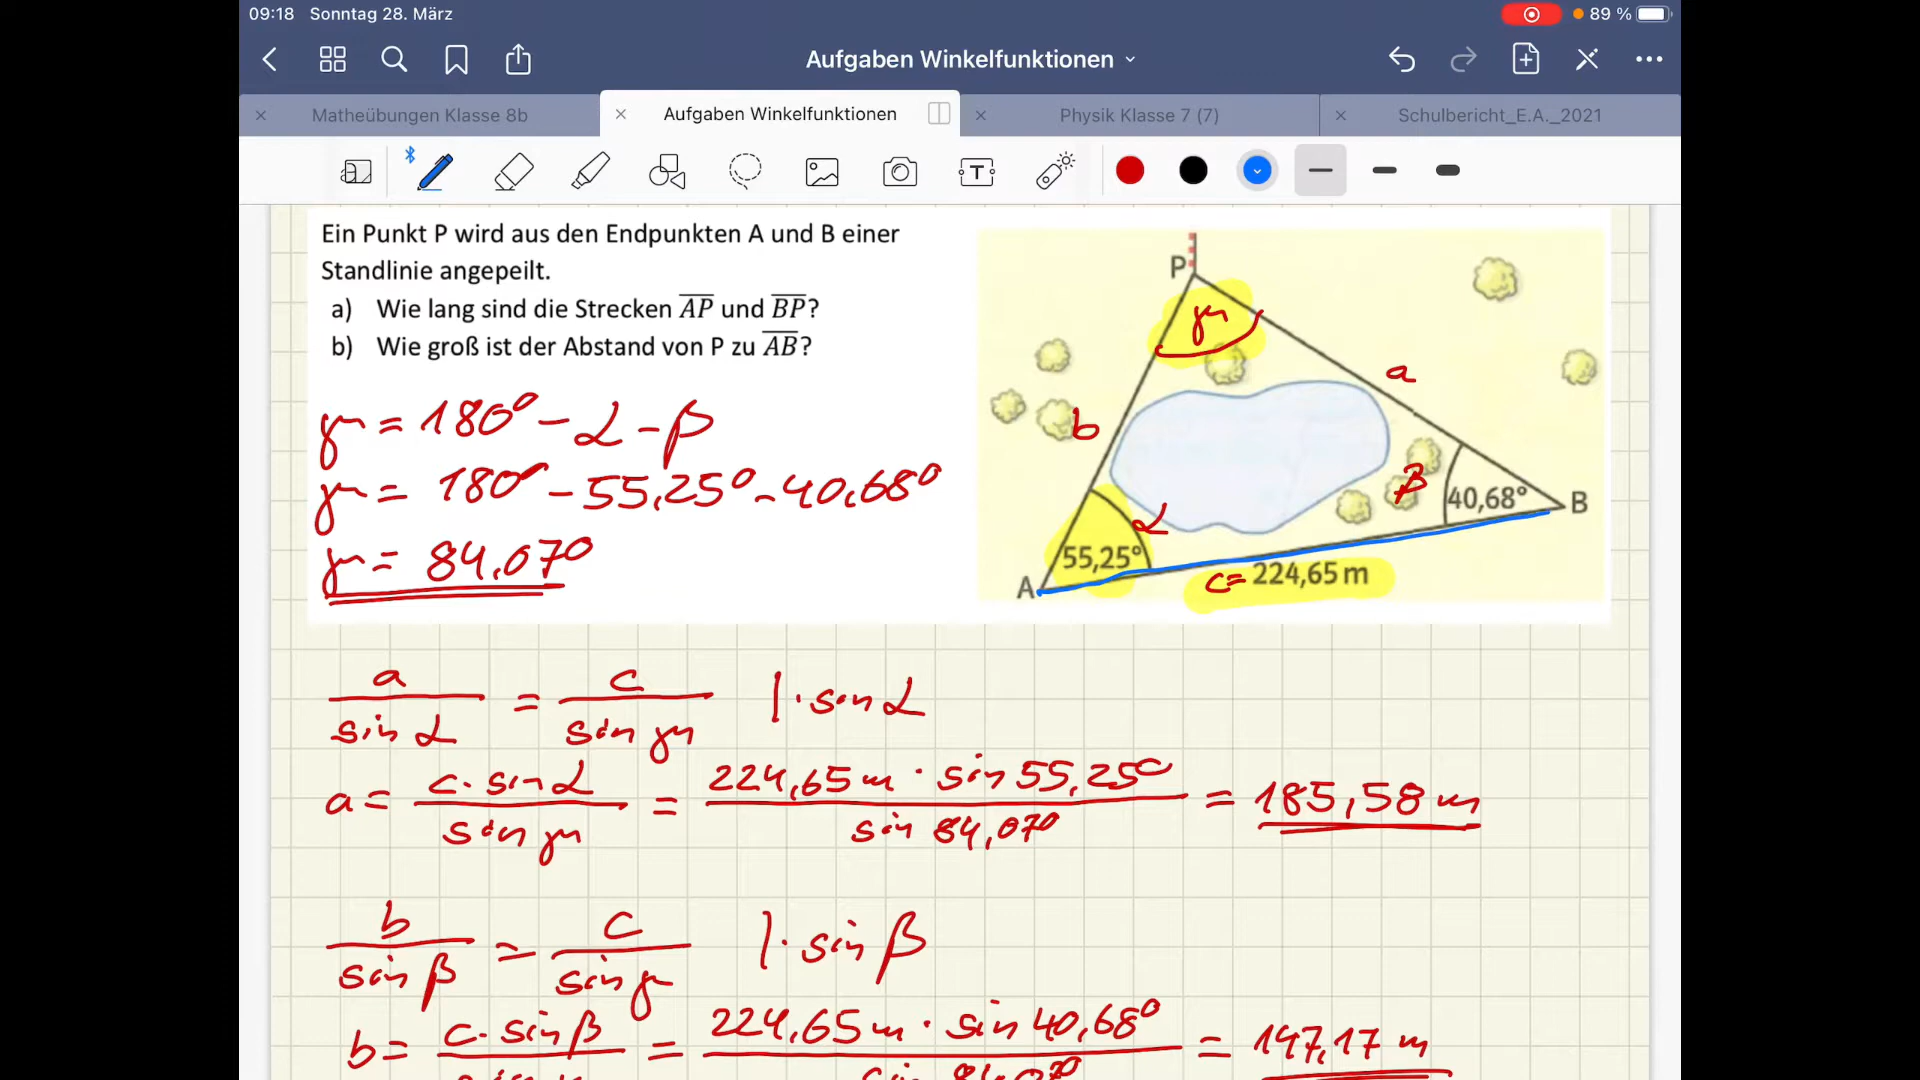 09:18 Sonntag 28. März 89 %
Aufgaben Winkelfunktionen
Matheübungen Klasse 8b Aufgaben Winkelfunktionen Physik Klasse 7 (7) Schulbericht_E.A._2021
Ein Punkt P wird aus den Endpunkten A und B einer
Standlinie angepeilt.
a) Wie lang sind die Strecken A̅P̅ und B̅P̅?
b) Wie groß ist der Abstand von P zu A̅B̅?
P
γ
a
b
β
40,68°
B
α
55,25°
A
c= 224,65 m
γ = 180° - α - β
γ = 180° - 55,25° - 40,68°
γ = 84,07°
a / sin α = c / sin γ | · sin α
a = c · sin α / sin γ = 224,65 m · sin 55,25° / sin 84,07° = 185,58 m
b / sin β = c / sin γ | · sin β
b = c · sin β / sin γ = 224,65 m · sin 40,68° / sin 84,07° = 147,17 m